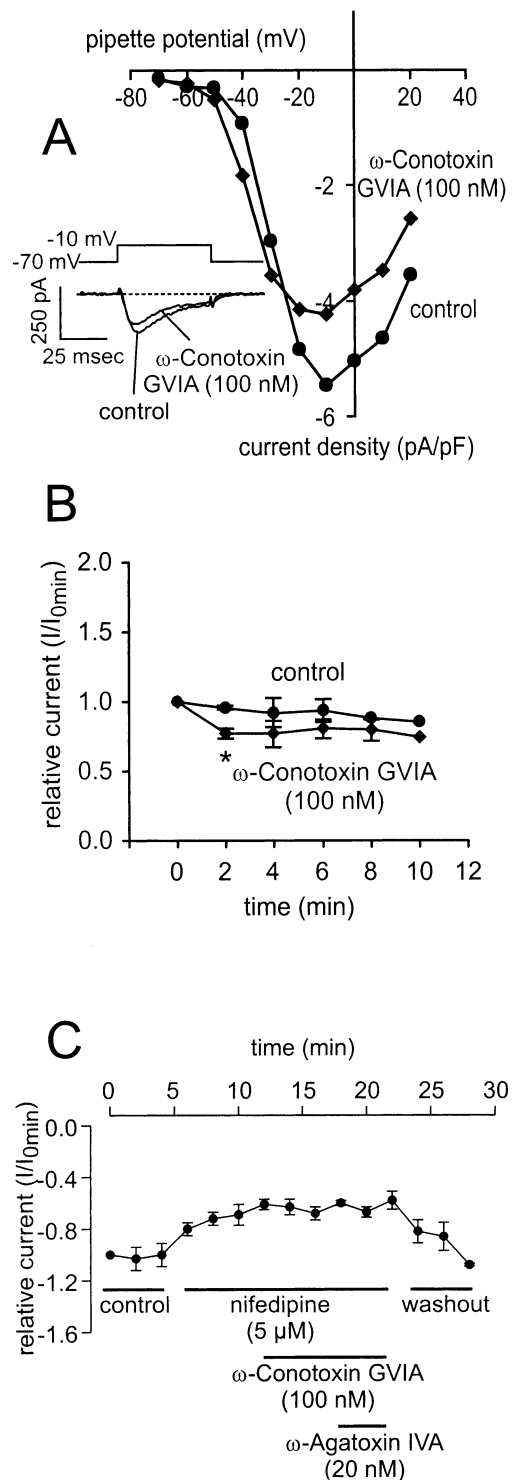 pipette potential (mV)
-80 -60 -40 -20 20 40
A
ω-Conotoxin
GVIA (100 nM)
-2
-10 mV
-70 mV
-4
control
250 pA
25 msec
ω-Conotoxin
GVIA (100 nM)
control
-6
current density (pA/pF)
B
relative current (I/I0min)
2.0
1.5
control
1.0
*
0.5
ω-Conotoxin GVIA
(100 nM)
0.0
0 2 4 6 8 10 12
time (min)
C
time (min)
0 5 10 15 20 25 30
relative current (I/I0min)
0.0
-0.4
-0.8
-1.2
control nifedipine washout
(5 µM)
-1.6
ω-Conotoxin GVIA
(100 nM)
ω-Agatoxin IVA
(20 nM)